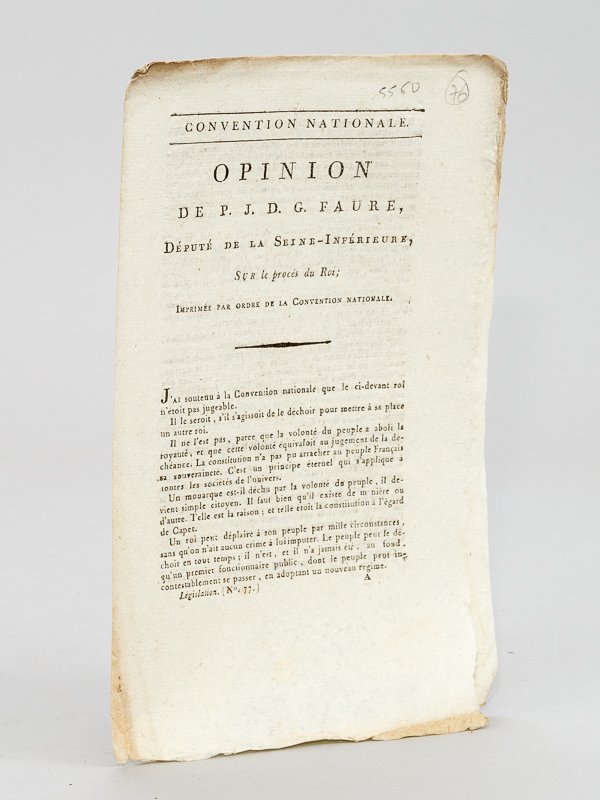 5560 76
CONVENTION NATIONALE.
OPINION
DE P. J. D. G. FAURE,
DÉPUTÉ DE LA SEINE-INFÉRIEURE,
SUR le procès du Roi;
IMPRIMÉE PAR ORDRE DE LA CONVENTION NATIONALE.
J'AI soutenu à la Convention nationale que le ci-devant roi
n'étoit pas jugeable.
Il le seroit, s'il s'agissoit de le déchoir pour mettre à sa place
un autre roi.
Il ne l'est pas, parce que la volonté du peuple a aboli la
royauté, et que cette volonté équivaloit au jugement de la dé-
chéance. La constitution n'a pas pu arracher au peuple Français
sa souveraineté. C'est un principe éternel qui s'applique à
toutes les sociétés de l'univers.
Un monarque est-il déchu par la volonté du peuple, il de-
vient simple citoyen. Il faut bien qu'il existe de m nière ou
d'autre. Telle est la raison; et telle étoit la constitution à l'égard
de Capet.
Un roi peut déplaire à son peuple par mille circonstances,
sans qu'on n'ait aucun crime à lui imputer. Le peuple peut le dé-
choir en tout temps; il n'est, et il n'a jamais été, au fond,
qu'un premier fonctionnaire public, dont le peuple peut in-
contestablement se passer, en adoptant un nouveau régime.
Législation. (No. 77.) A